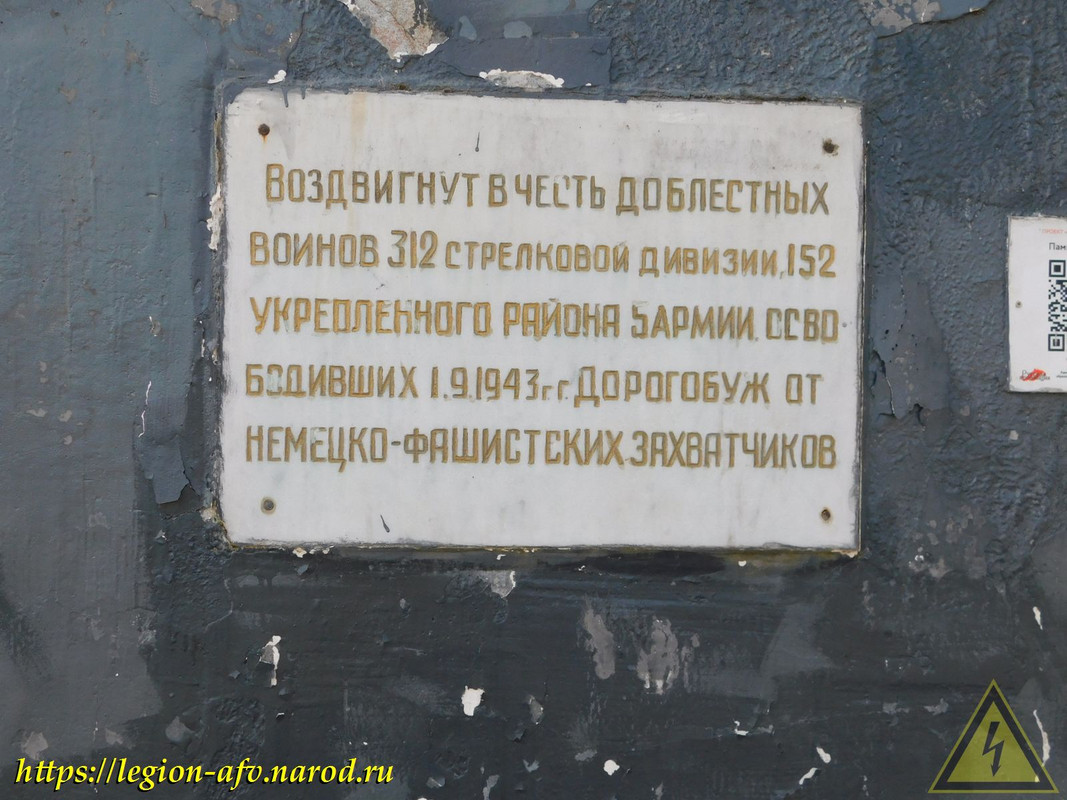 Воздвигнут в честь доблестных
воинов 312 стрелковой дивизии, 152
укрепленного района 5 армии, осво
бодивших 1.9.1943 г.г. Дорогобуж от
немецко-фашистских захватчиков
https://legion-afv.narod.ru